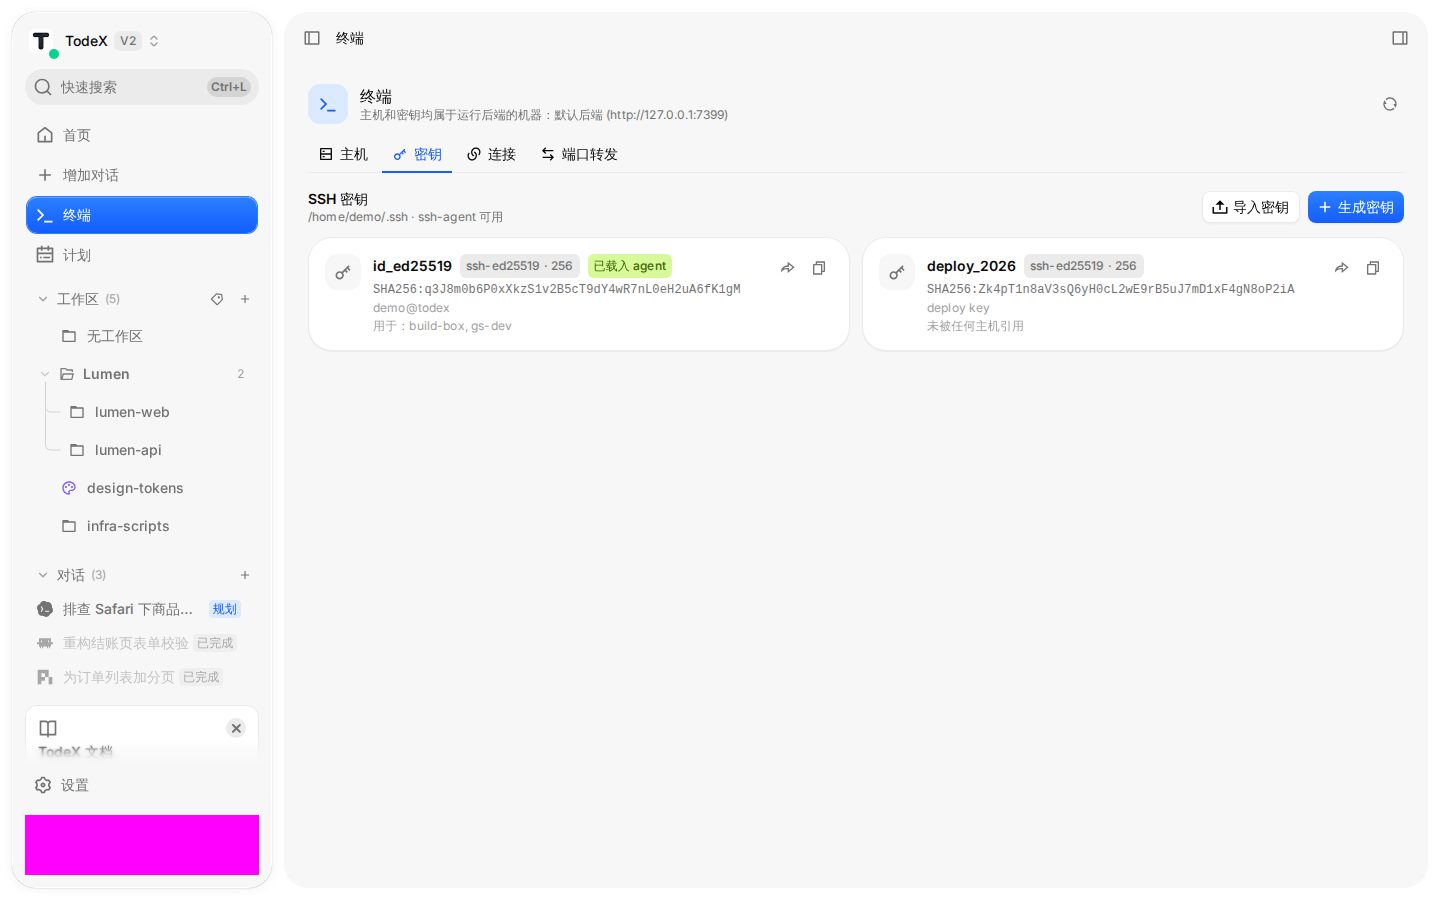 TodeX V2
快速搜索 Ctrl+L
首页
增加对话
终端
计划
工作区 (5)
无工作区
Lumen 2
lumen-web
lumen-api
design-tokens
infra-scripts
对话 (3)
排查 Safari 下商品... 规划
重构结账页表单校验 已完成
为订单列表加分页 已完成
TodeX 文档
设置
终端
终端
主机和密钥均属于运行后端的机器：默认后端 (http://127.0.0.1:7399)
主机 密钥 连接 端口转发
SSH 密钥
/home/demo/.ssh · ssh-agent 可用
导入密钥 生成密钥
id_ed25519 ssh-ed25519 · 256 已载入 agent
SHA256:q3J8m0b6P0xXkzS1v2B5cT9dY4wR7nL0eH2uA6fK1gM
demo@todex
用于：build-box, gs-dev
deploy_2026 ssh-ed25519 · 256
SHA256:Zk4pT1n8aV3sQ6yH0cL2wE9rB5uJ7mD1xF4gN8oP2iA
deploy key
未被任何主机引用